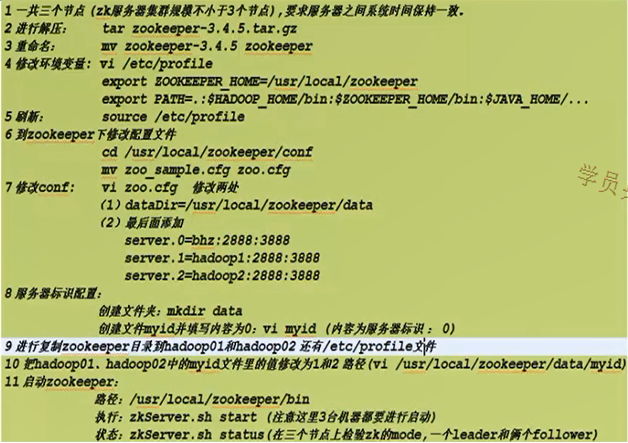 1 一共三个节点 (zk服务器集群规模不小于3个节点),要求服务器之间系统时间保持一致。
2 进行解压: tar zookeeper-3.4.5.tar.gz
3 重命名: mv zookeeper-3.4.5 zookeeper
4 修改环境变量: vi /etc/profile
export ZOOKEEPER_HOME=/usr/local/zookeeper
export PATH=.:$HADOOP_HOME/bin:$ZOOKEEPER_HOME/bin:$JAVA_HOME/...
5 刷新: source /etc/profile
6 到zookeeper下修改配置文件
cd /usr/local/zookeeper/conf
mv zoo_sample.cfg zoo.cfg
7 修改conf: vi zoo.cfg 修改两处
(1) dataDir=/usr/local/zookeeper/data
(2) 最后面添加
server.0=bhz:2888:3888
server.1=hadoop1:2888:3888
server.2=hadoop2:2888:3888
8 服务器标识配置:
创建文件夹: mkdir data
创建文件myid并填写内容为0: vi myid (内容为服务器标识 : 0)
9 进行复制zookeeper目录到hadoop01和hadoop02 还有/etc/profile文件
10 把hadoop01、hadoop02中的myid文件里的值修改为1和2 路径(vi /usr/local/zookeeper/data/myid)
11 启动zookeeper:
路径: /usr/local/zookeeper/bin
执行: zkServer.sh start (注意这里3台机器都要进行启动)
状态: zkServer.sh status(在三个节点上检验zk的mode,一个leader和俩个follower)
学员